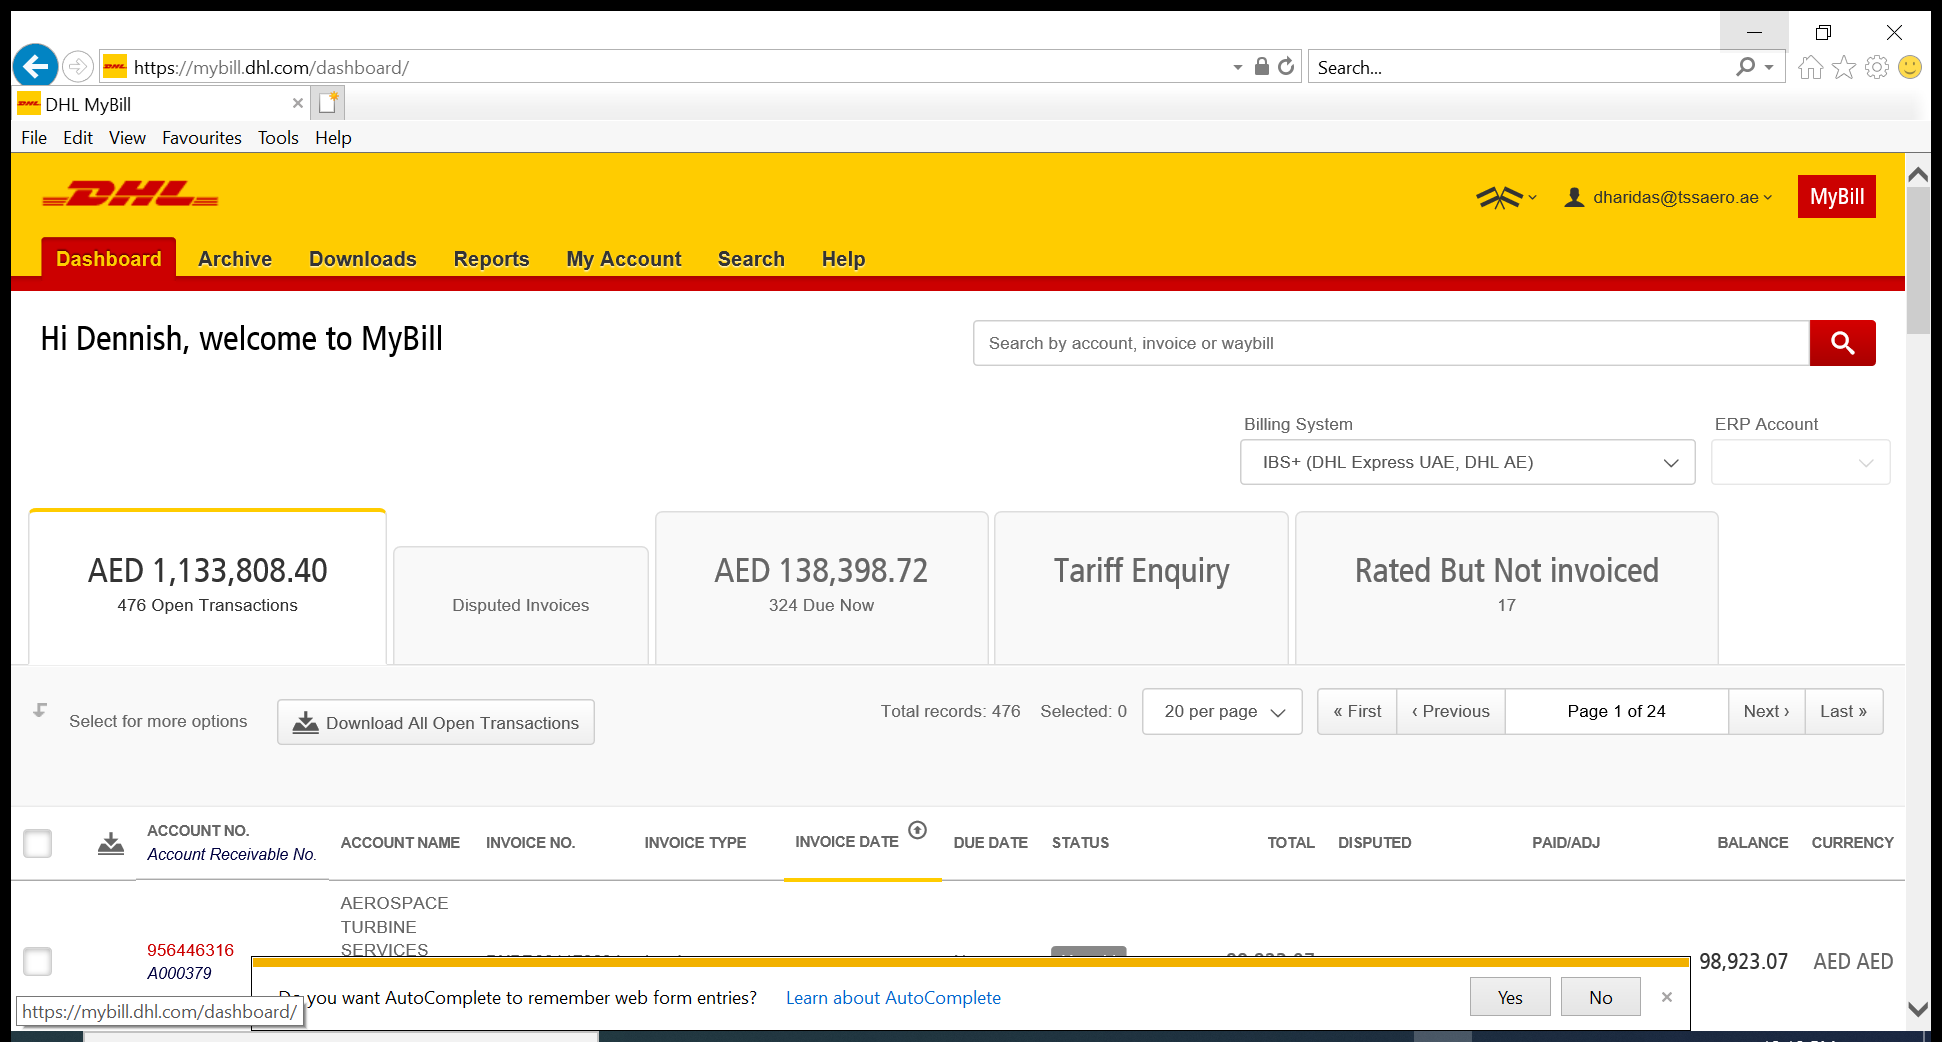 https://mybill.dhl.com/dashboard/
Search...
DHL MyBill
File Edit View Favourites Tools Help
DHL
dharidas@tssaero.ae
MyBill
Dashboard Archive Downloads Reports My Account Search Help
Hi Dennish, welcome to MyBill
Search by account, invoice or waybill
Billing System
ERP Account
IBS+ (DHL Express UAE, DHL AE)
AED 1,133,808.40
476 Open Transactions
Disputed Invoices
AED 138,398.72
324 Due Now
Tariff Enquiry
Rated But Not invoiced
17
Select for more options
Download All Open Transactions
Total records: 476 Selected: 0
20 per page
« First ‹ Previous Page 1 of 24 Next › Last »
ACCOUNT NO.
Account Receivable No.
ACCOUNT NAME INVOICE NO. INVOICE TYPE INVOICE DATE DUE DATE STATUS TOTAL DISPUTED PAID/ADJ BALANCE CURRENCY
AEROSPACE
TURBINE
SERVICES
956446316
A000379
98,923.07 AED AED
you want AutoComplete to remember web form entries? Learn about AutoComplete
Yes No
https://mybill.dhl.com/dashboard/